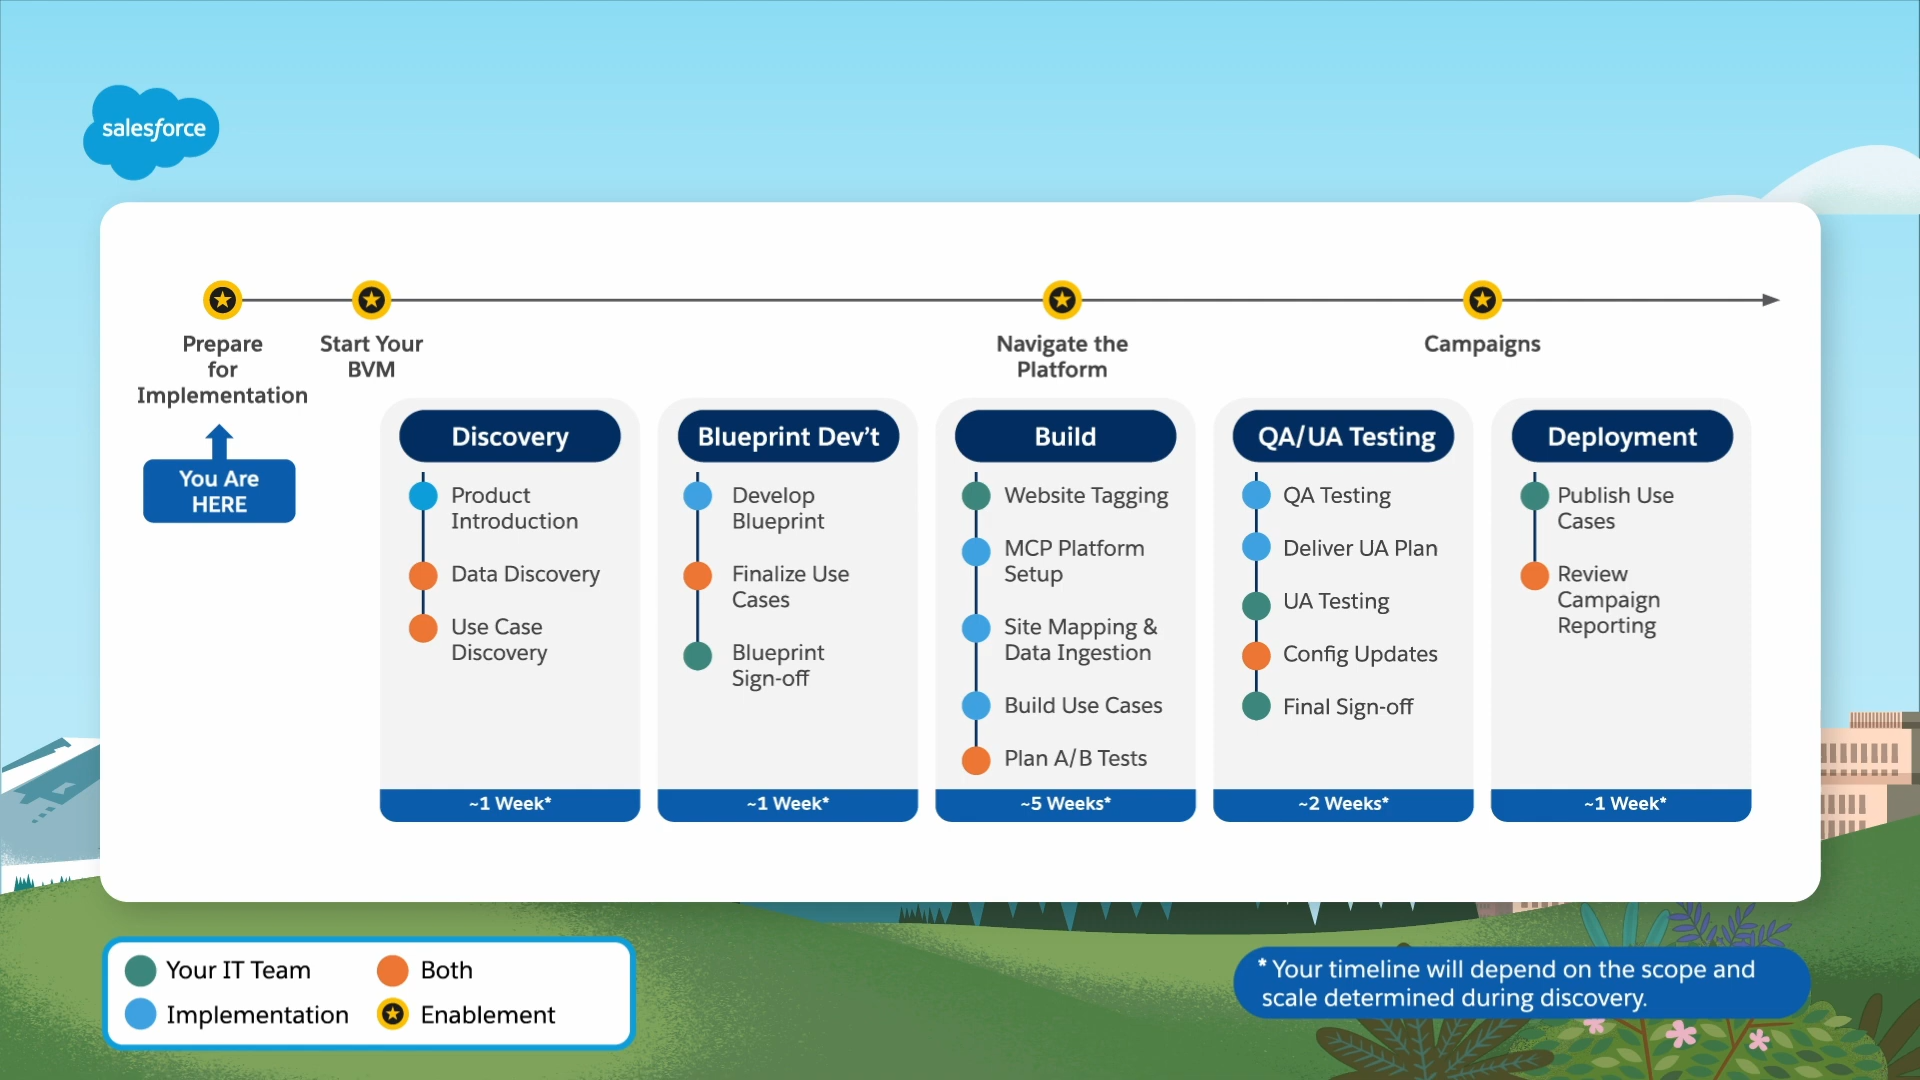 salesforce
Prepare
for
Implementation
Start Your
BVM
Navigate the
Platform
Campaigns
You Are
HERE
Discovery
Product
Introduction
Data Discovery
Use Case
Discovery
~1 Week*
Blueprint Dev’t
Develop
Blueprint
Finalize Use
Cases
Blueprint
Sign-off
~1 Week*
Build
Website Tagging
MCP Platform
Setup
Site Mapping &
Data Ingestion
Build Use Cases
Plan A/B Tests
~5 Weeks*
QA/UA Testing
QA Testing
Deliver UA Plan
UA Testing
Config Updates
Final Sign-off
~2 Weeks*
Deployment
Publish Use
Cases
Review
Campaign
Reporting
~1 Week*
Your IT Team
Both
Implementation
Enablement
* Your timeline will depend on the scope and
scale determined during discovery.